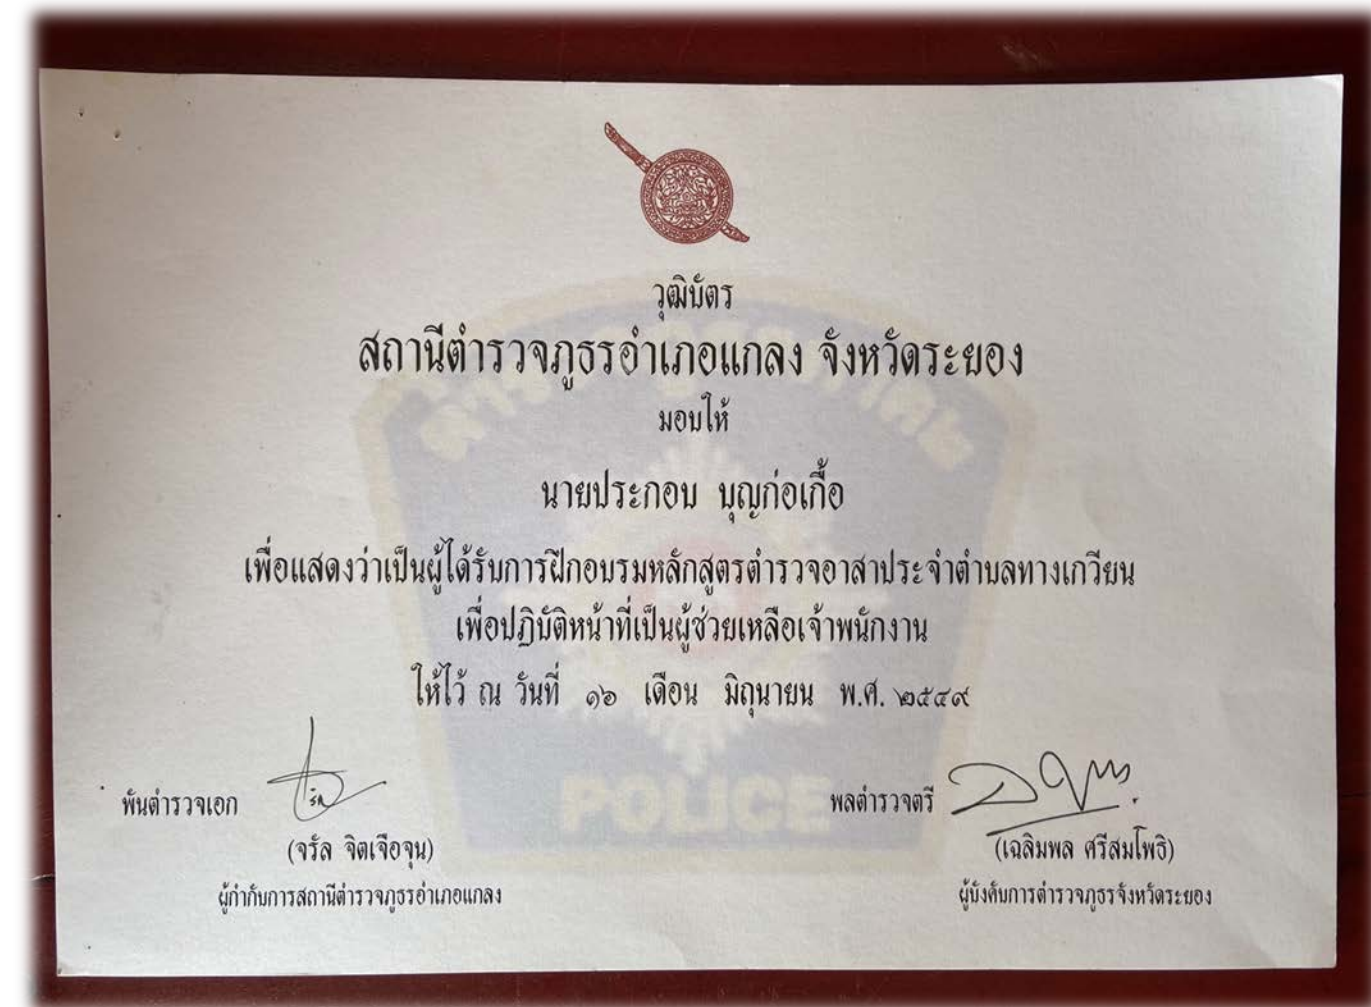 วุฒิบัตร
สถานีตำรวจภูธรอำเภอแกลง จังหวัดระยอง
มอบให้
นายประกอบ บุญก่อเกื้อ
เพื่อแสดงว่าเป็นผู้ได้รับการฝึกอบรมหลักสูตรตำรวจอาสาประจำตำบลทางเกวียน
เพื่อปฏิบัติหน้าที่เป็นผู้ช่วยเหลือเจ้าพนักงาน
ให้ไว้ ณ วันที่ ๑๖ เดือน มิถุนายน พ.ศ. ๒๕๔๙
POLICE
พันตำรวจเอก
(จรัล จิตเจือจุน)
ผู้กำกับการสถานีตำรวจภูธรอำเภอแกลง
พลตำรวจตรี
(เฉลิมพล ศรีสมโพธิ)
ผู้บังคับการตำรวจภูธรจังหวัดระยอง